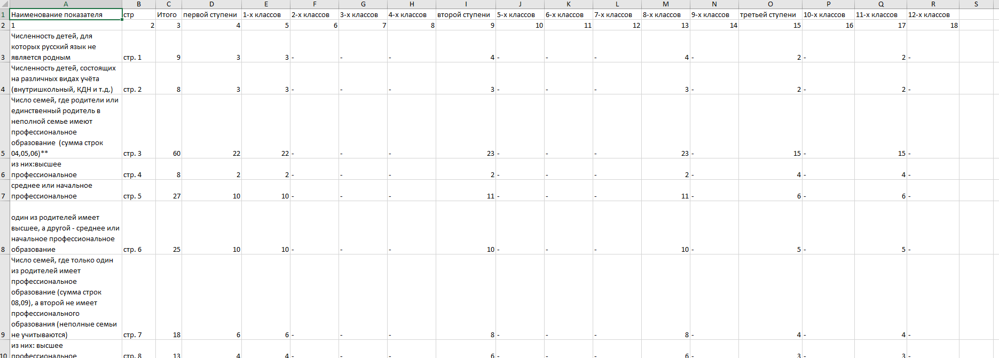 A B C D E F G H I J K L M N O P Q R S
1 Наименование показателя стр Итого первой ступени 1-х классов 2-х классов 3-х классов 4-х классов второй ступени 5-х классов 6-х классов 7-х классов 8-х классов 9-х классов третьей ступени 10-х классов 11-х классов 12-х классов
2 1 2 3 4 5 6 7 8 9 10 11 12 13 14 15 16 17 18
Численность детей, для
которых русский язык не
3 является родным стр. 1 9 3 3 - - - 4 - - - 4 - 2 - 2 -
Численность детей, состоящих
на различных видах учёта
4 (внутришкольный, КДН и т.д.) стр. 2 8 3 3 - - - 3 - - - 3 - 2 - 2 -
Число семей, где родители или
единственный родитель в
неполной семье имеют
профессиональное
образование (сумма строк
5 04,05,06)** стр. 3 60 22 22 - - - 23 - - - 23 - 15 - 15 -
из них:высшее
6 профессиональное стр. 4 8 2 2 - - - 2 - - - 2 - 4 - 4 -
среднее или начальное
7 профессиональное стр. 5 27 10 10 - - - 11 - - - 11 - 6 - 6 -
один из родителей имеет
высшее, а другой - среднее или
начальное профессиональное
8 образование стр. 6 25 10 10 - - - 10 - - - 10 - 5 - 5 -
Число семей, где только один
из родителей имеет
профессиональное
образование (сумма строк
08,09), а второй не имеет
профессионального
образования (неполные семьи
9 не учитываются) стр. 7 18 6 6 - - - 8 - - - 8 - 4 - 4 -
из них: высшее
10 профессиональное стр. 8 13 4 4 - - - 6 - - - 6 - 3 - 3 -